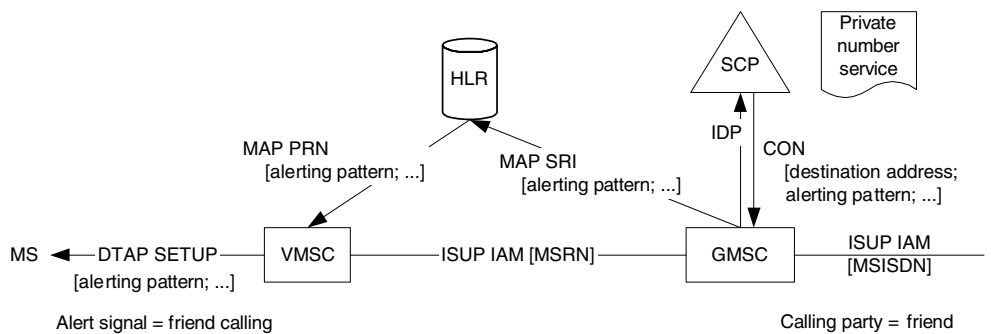 Private
number
service
SCP
HLR
IDP
CON
[destination address;
alerting pattern; ...]
MAP PRN
[alerting pattern; ...]
MAP SRI
[alerting pattern; ...]
MS
DTAP SETUP
[alerting pattern; ...]
VMSC
ISUP IAM [MSRN]
GMSC
ISUP IAM
[MSISDN]
Alert signal = friend calling
Calling party = friend